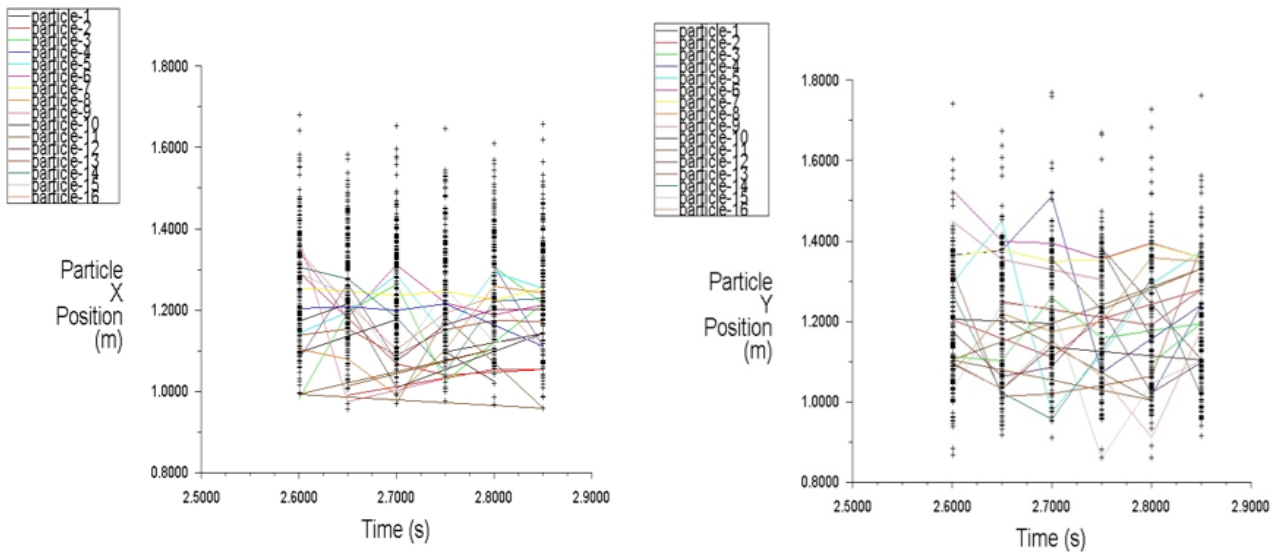 particle-1
particle-2
particle-3
particle-4
particle-5
particle-6
particle-7
particle-8
particle-9
particle-10
particle-11
particle-12
particle-13
particle-14
particle-15
particle-16
1.8000
1.6000
1.4000
1.2000
1.0000
0.8000
Particle
X
Position
(m)
2.5000 2.6000 2.7000 2.8000 2.9000
Time (s)
particle-1
particle-2
particle-3
particle-4
particle-5
particle-6
particle-7
particle-8
particle-9
particle-10
particle-11
particle-12
particle-13
particle-14
particle-15
particle-16
1.8000
1.6000
1.4000
1.2000
1.0000
0.8000
Particle
Y
Position
(m)
2.5000 2.6000 2.7000 2.8000 2.9000
Time (s)